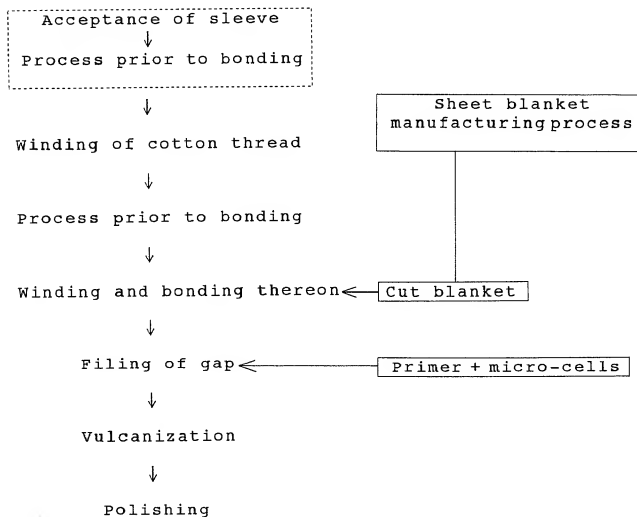 Acceptance of sleeve
↓
Process prior to bonding
↓
Sheet blanket
manufacturing process
Winding of cotton thread
↓
Process prior to bonding
↓
Winding and bonding thereon
Cut blanket
↓
Filing of gap
Primer + micro-cells
↓
Vulcanization
↓
Polishing